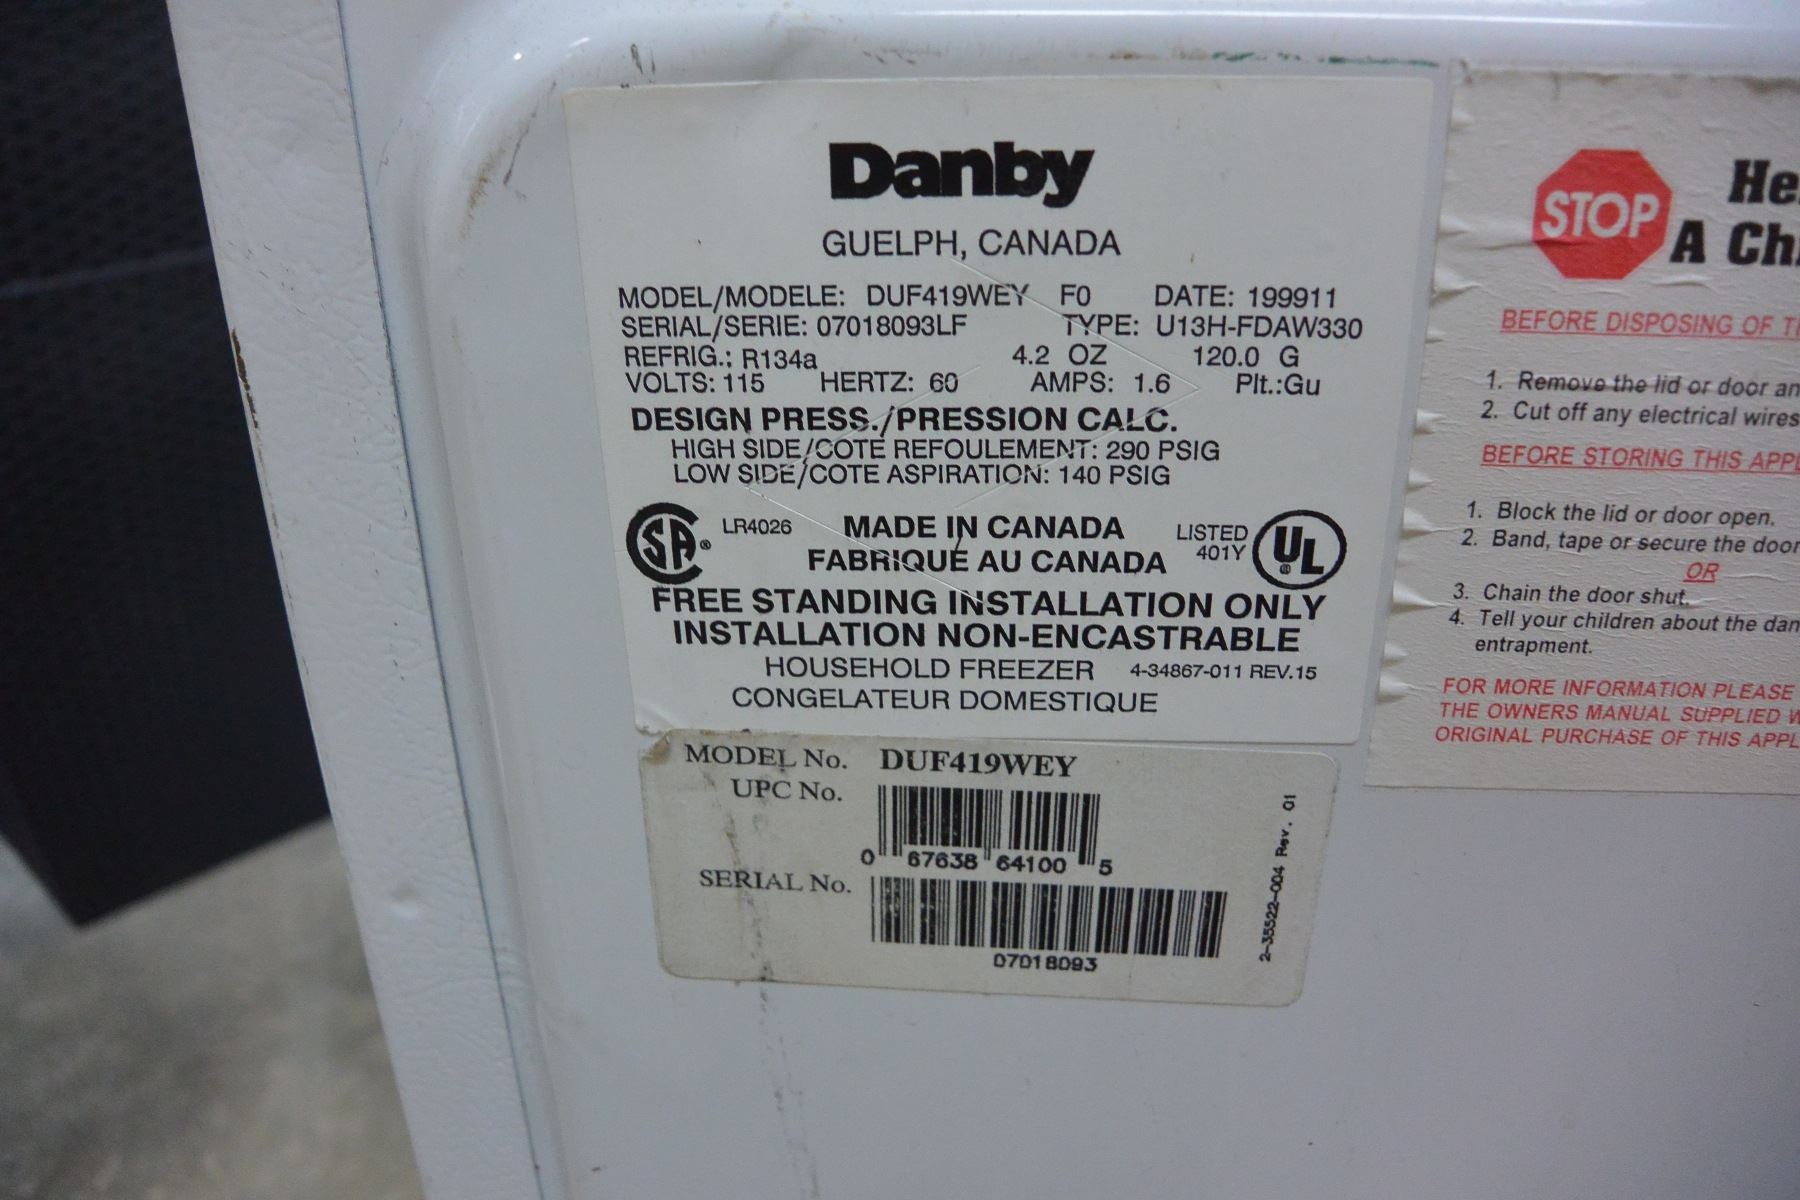 Danby
GUELPH, CANADA
MODEL/MODELE: DUF419WEY F0 DATE: 199911
SERIAL/SERIE: 07018093LF TYPE: U13H-FDAW330
REFRIG.: R134a 4.2 OZ 120.0 G
VOLTS: 115 HERTZ: 60 AMPS: 1.6 Plt.:Gu
DESIGN PRESS./PRESSION CALC.
HIGH SIDE/COTE REFOULEMENT: 290 PSIG
LOW SIDE/COTE ASPIRATION: 140 PSIG
SA ® LR4026 MADE IN CANADA LISTED UL ®
FABRIQUÉ AU CANADA 401Y
FREE STANDING INSTALLATION ONLY
INSTALLATION NON-ENCASTRABLE
HOUSEHOLD FREEZER 4-34867-011 REV.15
CONGELATEUR DOMESTIQUE
MODEL No. DUF419WEY
UPC No.
0 67638 64100 5
SERIAL No.
07018093
2-35522-004 Rev. 01
STOP
A
BEFORE DISPOSING OF
1. Remove the lid or door
2. Cut off any electrical wires
BEFORE STORING THIS
1. Block the lid or door open.
2. Band, tape or secure the door
OR
3. Chain the door shut.
4. Tell your children about the
entrapment.
FOR MORE INFORMATION PLEASE
THE OWNERS MANUAL SUPPLIED
ORIGINAL PURCHASE OF THIS